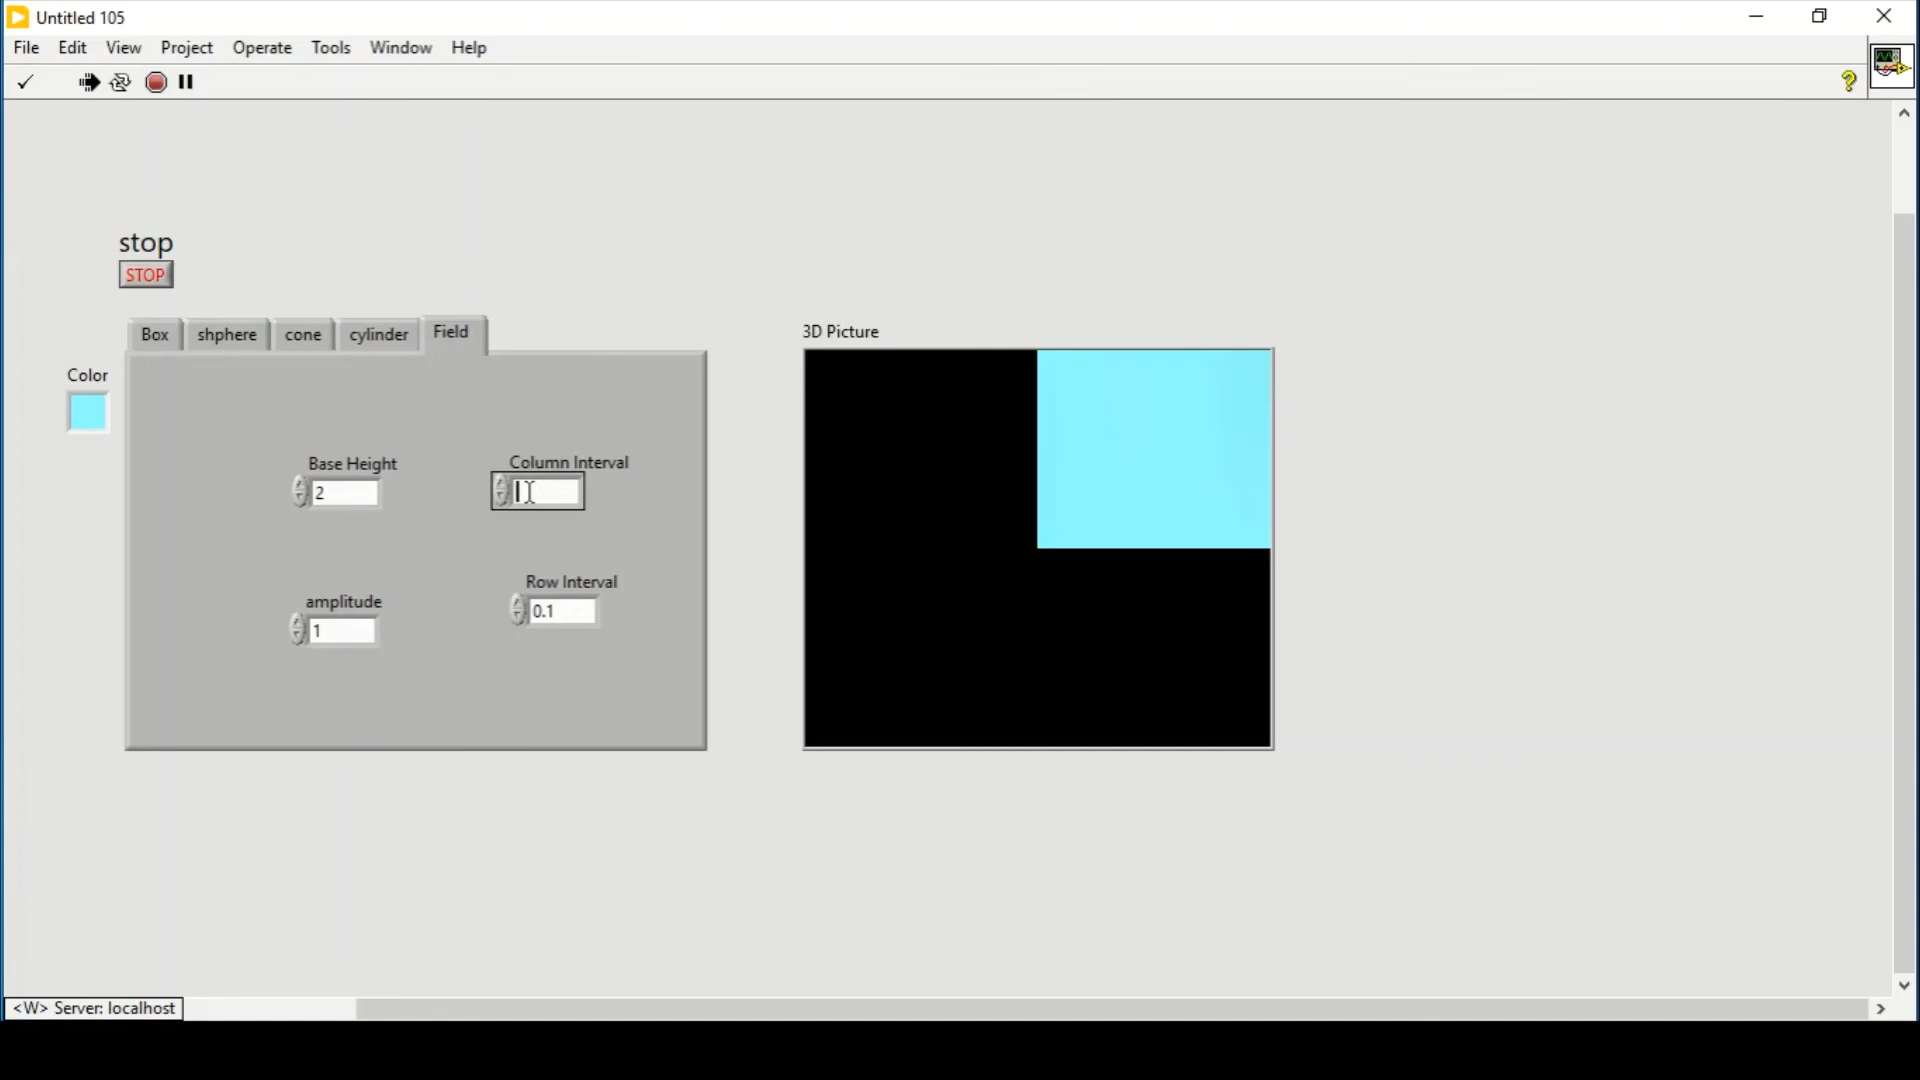 Untitled 105
File Edit View Project Operate Tools Window Help
stop
STOP
Box shphere cone cylinder Field
3D Picture
Color
Base Height
2
Column Interval
amplitude
1
Row Interval
0.1
<W> Server: localhost